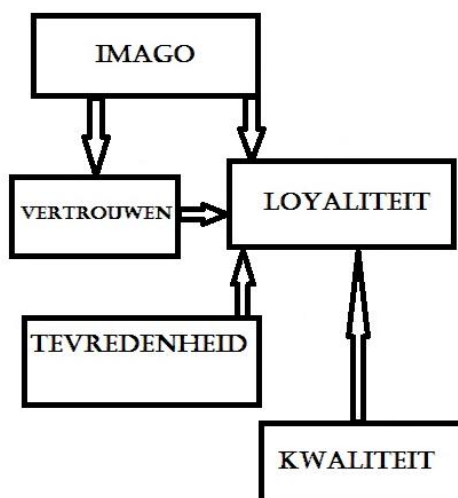 IMAGO
VERTROUWEN
LOYALITEIT
TEVREDENHEID
KWALITEIT